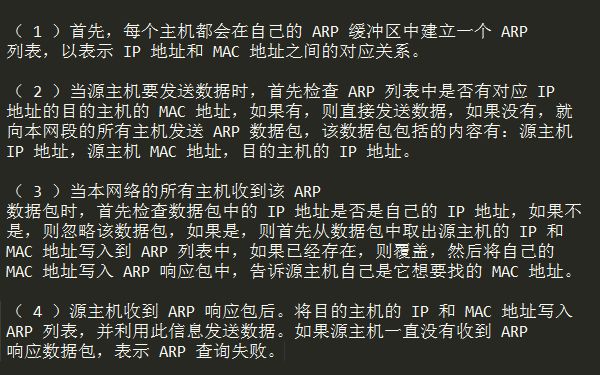 （ 1 ）首先，每个主机都会在自己的 ARP 缓冲区中建立一个 ARP
列表，以表示 IP 地址和 MAC 地址之间的对应关系。
（ 2 ）当源主机要发送数据时，首先检查 ARP 列表中是否有对应 IP
地址的目的主机的 MAC 地址，如果有，则直接发送数据，如果没有，就
向本网段的所有主机发送 ARP 数据包，该数据包包括的内容有：源主机
IP 地址，源主机 MAC 地址，目的主机的 IP 地址。
（ 3 ）当本网络的所有主机收到该 ARP
数据包时，首先检查数据包中的 IP 地址是否是自己的 IP 地址，如果不
是，则忽略该数据包，如果是，则首先从数据包中取出源主机的 IP 和
MAC 地址写入到 ARP 列表中，如果已经存在，则覆盖，然后将自己的
MAC 地址写入 ARP 响应包中，告诉源主机自己是它想要找的 MAC 地址。
（ 4 ）源主机收到 ARP 响应包后。将目的主机的 IP 和 MAC 地址写入
ARP 列表，并利用此信息发送数据。如果源主机一直没有收到 ARP
响应数据包，表示 ARP 查询失败。